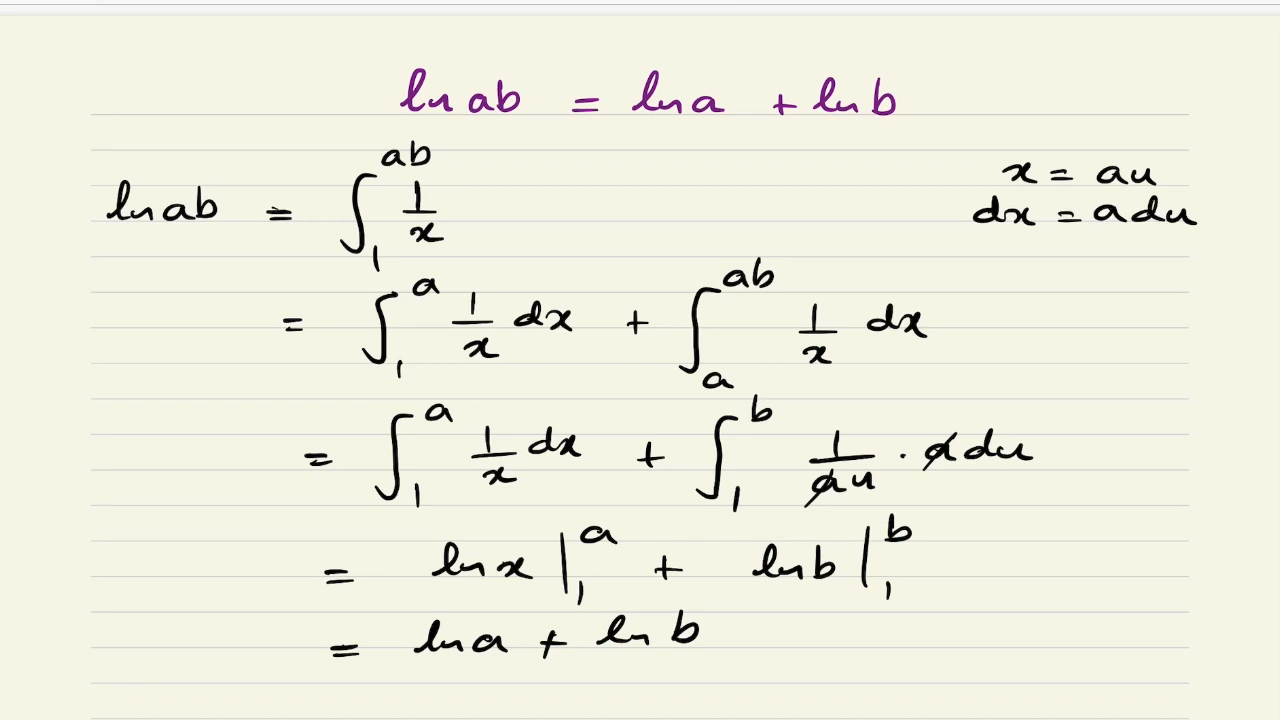 ln ab = ln a + ln b
ln ab = ∫₁^{ab} 1/x
x = au
dx = a du
= ∫₁^{a} 1/x dx + ∫ₐ^{ab} 1/x dx
= ∫₁^{a} 1/x dx + ∫₁^{b} 1/(au) · a du
= ln x |₁^{a} + ln b |₁^{b}
= ln a + ln b